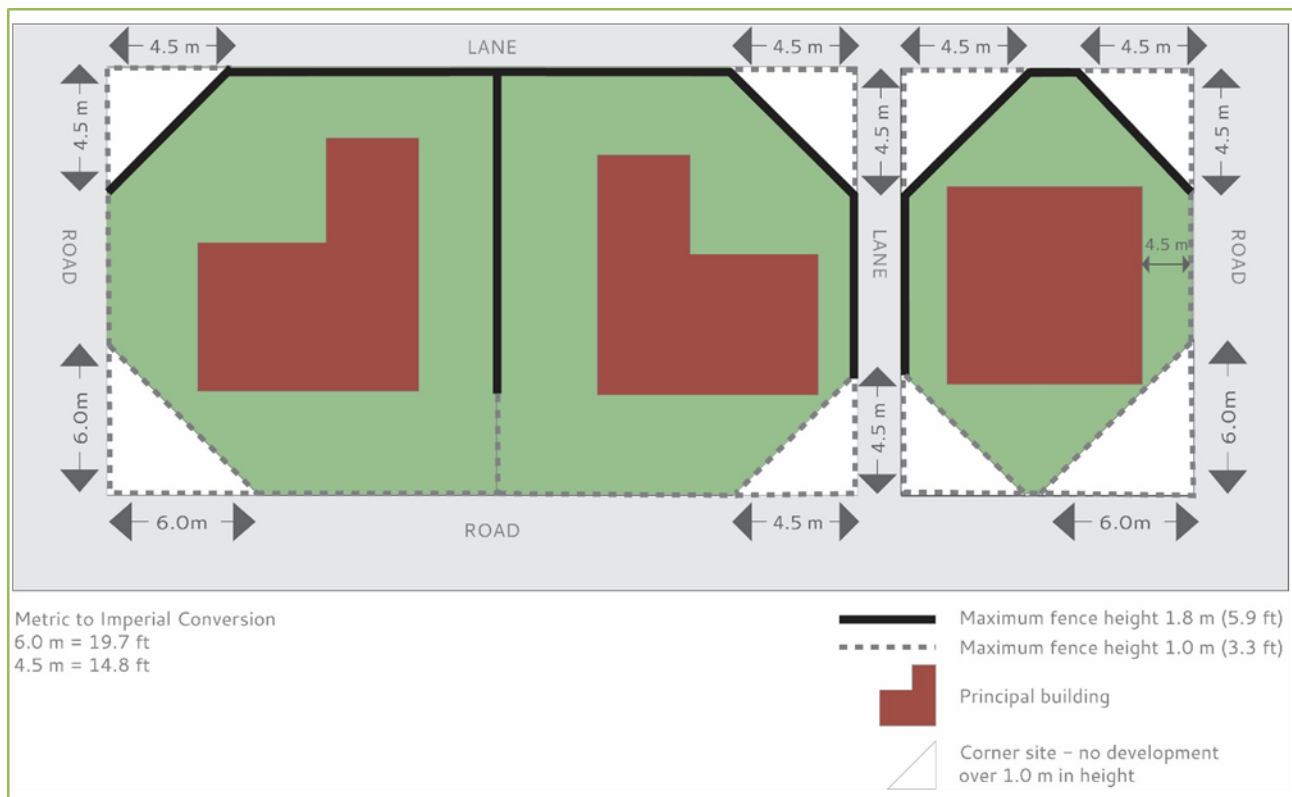 4.5 m
LANE
4.5 m
4.5 m
4.5 m
4.5 m
4.5 m
4.5 m
ROAD
LANE
4.5 m
ROAD
6.0m
4.5 m
6.0m
6.0m
ROAD
4.5 m
6.0m
Metric to Imperial Conversion
6.0 m = 19.7 ft
4.5 m = 14.8 ft
Maximum fence height 1.8 m (5.9 ft)
Maximum fence height 1.0 m (3.3 ft)
Principal building
Corner site – no development
over 1.0 m in height